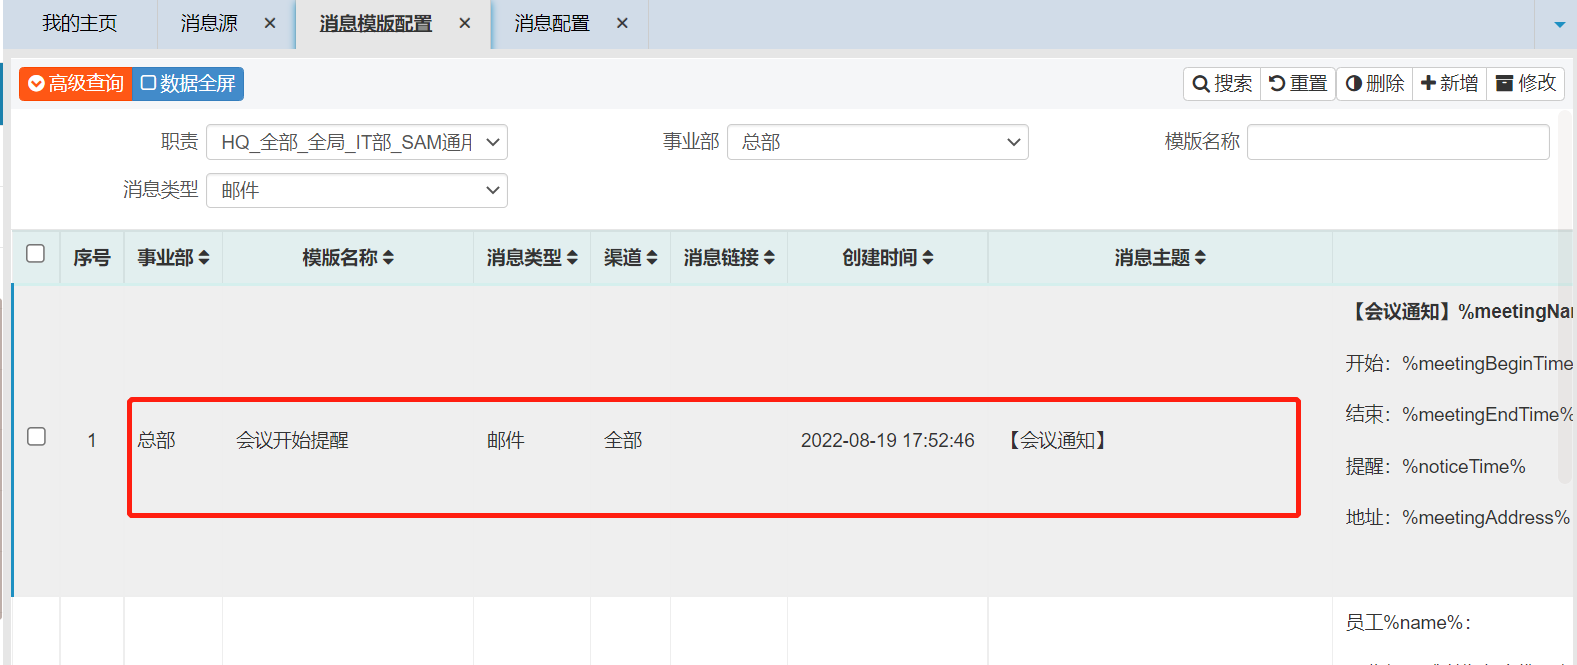 我的主页 消息源 × 消息模版配置 × 消息配置 ×
高级查询 数据全屏 搜索 重置 删除 新增 修改
职责 HQ_全部_全局_IT部_SAM通用 事业部 总部 模版名称
消息类型 邮件
序号 事业部 模版名称 消息类型 渠道 消息链接 创建时间 消息主题
【会议通知】%meetingNam
开始：%meetingBeginTime
结束：%meetingEndTime%
1 总部 会议开始提醒 邮件 全部 2022-08-19 17:52:46 【会议通知】
提醒：%noticeTime%
地址：%meetingAddress%
员工%name%：